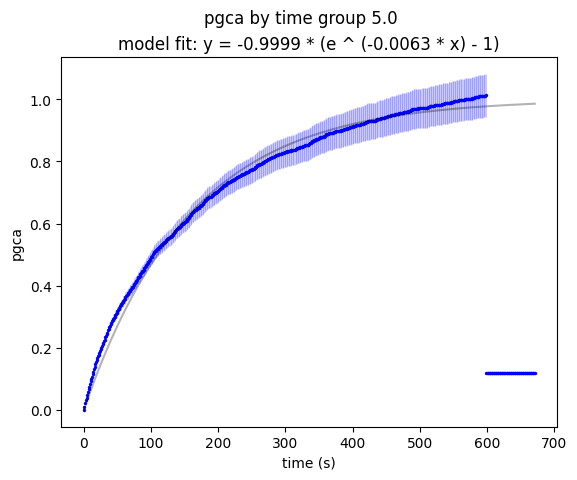 pgca by time group 5.0
model fit: y = -0.9999 * (e ^ (-0.0063 * x) - 1)
1.0
0.8
0.6
0.4
0.2
0.0
pgca
0 100 200 300 400 500 600 700
time (s)